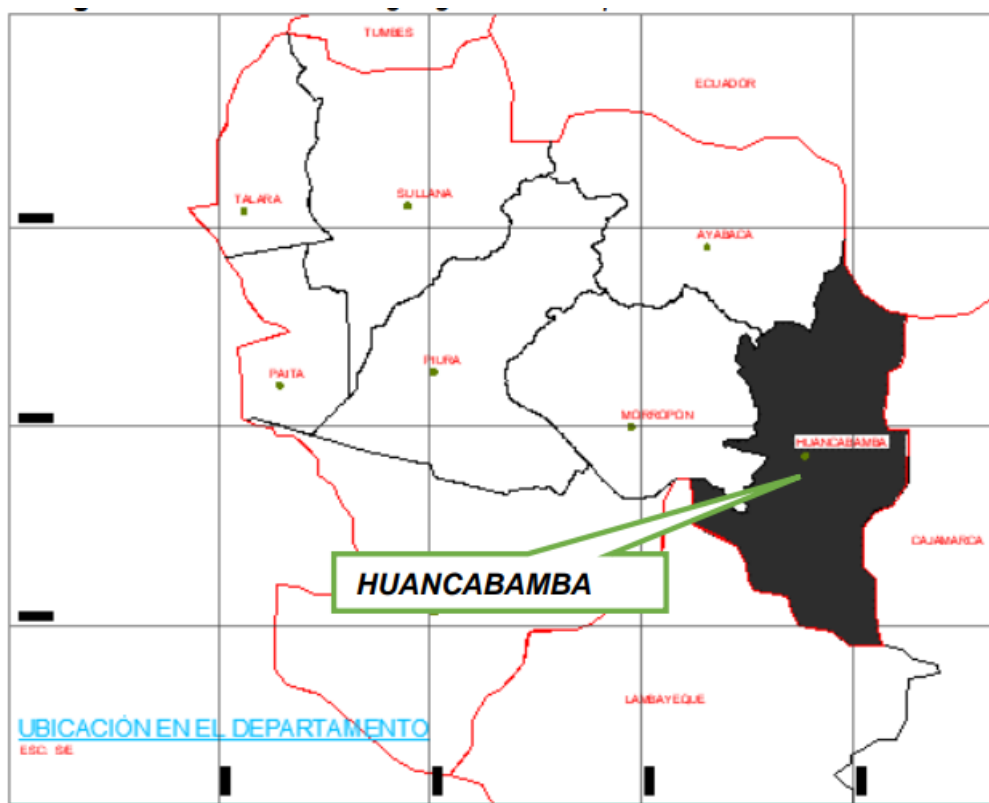 TUMBES
ECUADOR
TALARA
SULLANA
AYABACA
PIURA
PAITA
MORROPON
HUANCABAMBA
CAJAMARCA
HUANCABAMBA
LAMBAYEQUE
UBICACIÓN EN EL DEPARTAMENTO
ESC. S/E